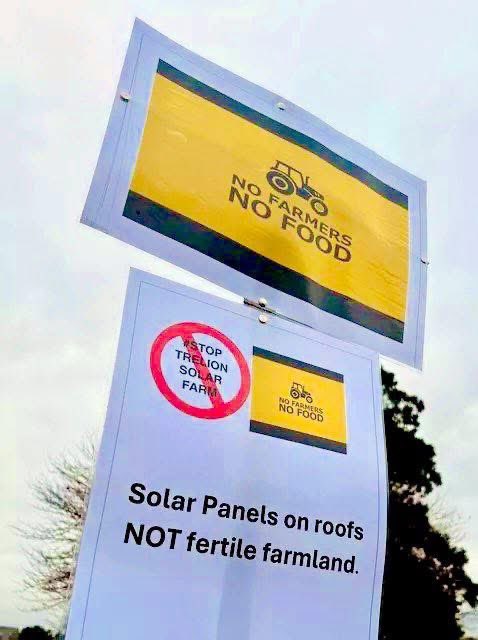 NO FARMERS
NO FOOD
#STOP
TRELION
SOLAR
FARM
NO FARMERS
NO FOOD
Solar Panels on roofs
NOT fertile farmland.